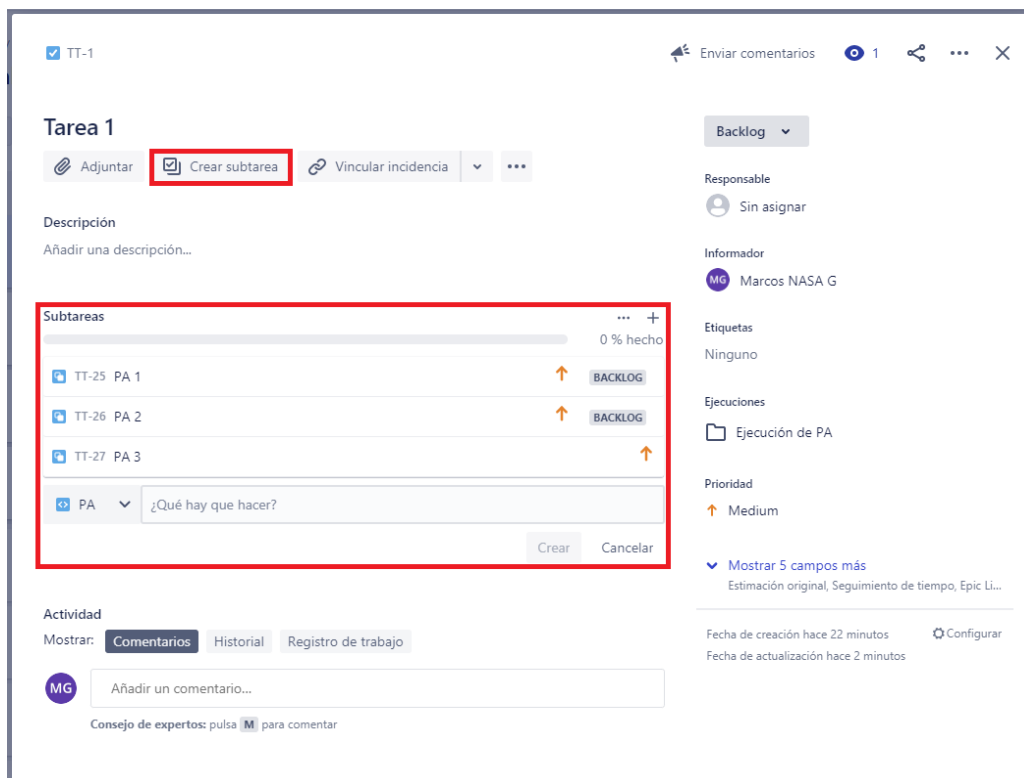 TT-1
Enviar comentarios
1
Tarea 1
Adjuntar
Crear subtarea
Vincular incidencia
Descripción
Añadir una descripción...
Subtareas
0 % hecho
TT-25 PA 1 BACKLOG
TT-26 PA 2 BACKLOG
TT-27 PA 3
PA ¿Qué hay que hacer?
Crear Cancelar
Actividad
Mostrar: Comentarios Historial Registro de trabajo
MG Añadir un comentario...
Consejo de expertos: pulsa M para comentar
Backlog
Responsable
Sin asignar
Informador
MG Marcos NASA G
Etiquetas
Ninguno
Ejecuciones
Ejecución de PA
Prioridad
Medium
Mostrar 5 campos más
Estimación original, Seguimiento de tiempo, Epic Li...
Fecha de creación hace 22 minutos Configurar
Fecha de actualización hace 2 minutos